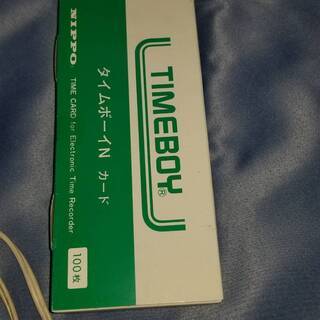 TIMEBOY®
タイムボーイN カード
NIPPO TIME CARD for Electronic Time Recorder
100枚